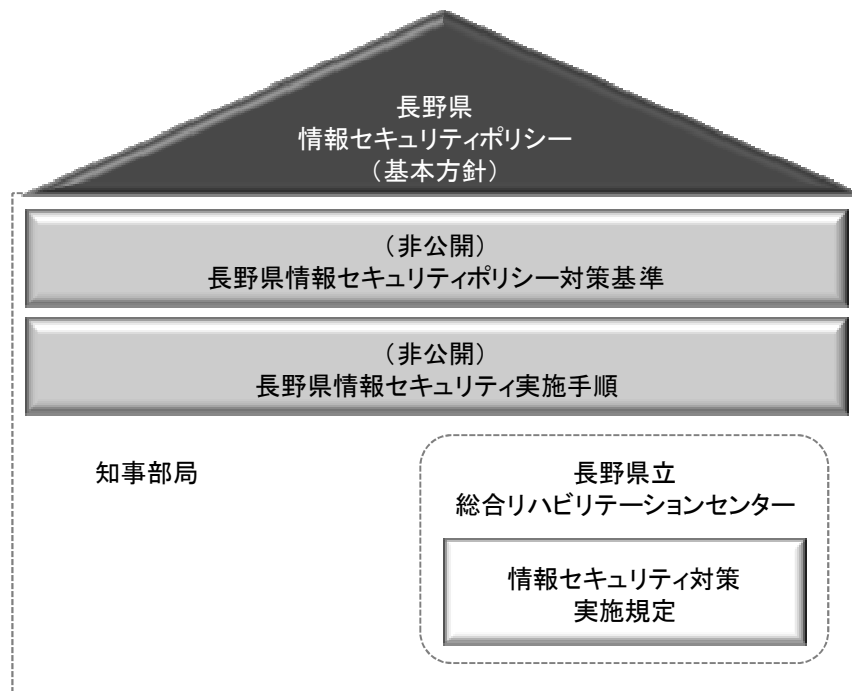 長野県
情報セキュリティポリシー
（基本方針）
（非公開）
長野県情報セキュリティポリシー対策基準
（非公開）
長野県情報セキュリティ実施手順
知事部局
長野県立
総合リハビリテーションセンター
情報セキュリティ対策
実施規定